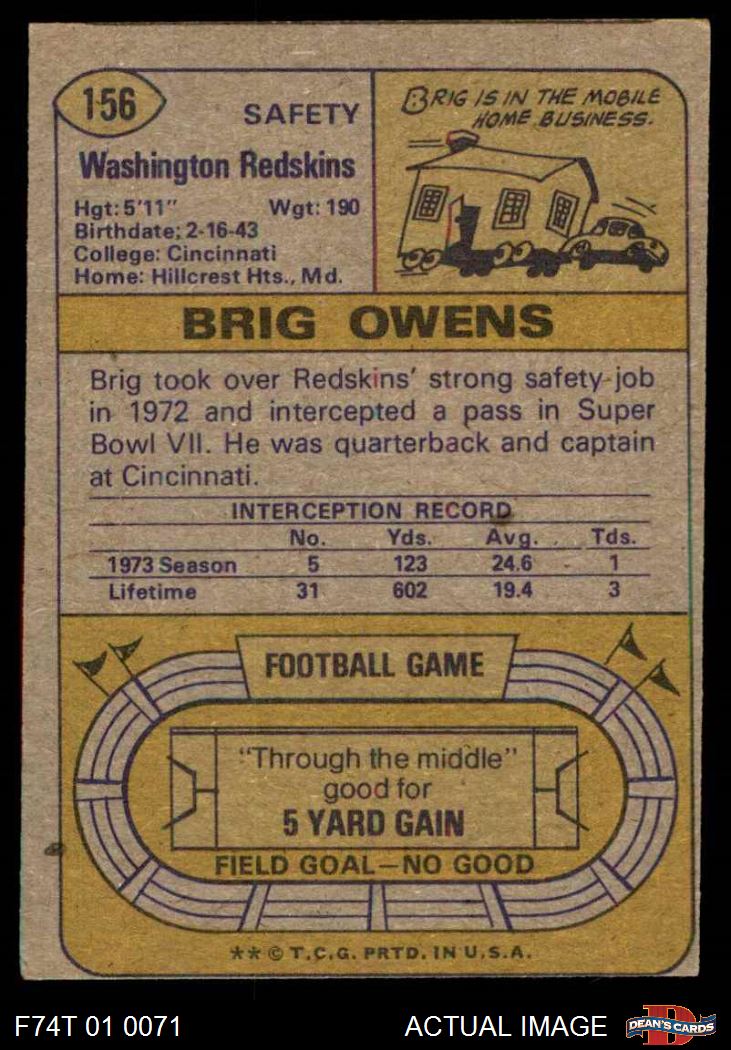 156
SAFETY
Washington Redskins
Hgt: 5'11" Wgt: 190
Birthdate: 2-16-43
College: Cincinnati
Home: Hillcrest Hts., Md.
BRIG IS IN THE MOBILE
HOME BUSINESS.
BRIG OWENS
Brig took over Redskins' strong safety-job
in 1972 and intercepted a pass in Super
Bowl VII. He was quarterback and captain
at Cincinnati.
INTERCEPTION RECORD
No. Yds. Avg. Tds.
1973 Season 5 123 24.6 1
Lifetime 31 602 19.4 3
FOOTBALL GAME
"Through the middle"
good for
5 YARD GAIN
FIELD GOAL—NO GOOD
** © T.C.G. PRTD. IN U.S.A.
F74T 01 0071 ACTUAL IMAGE D DEAN'S CARDS